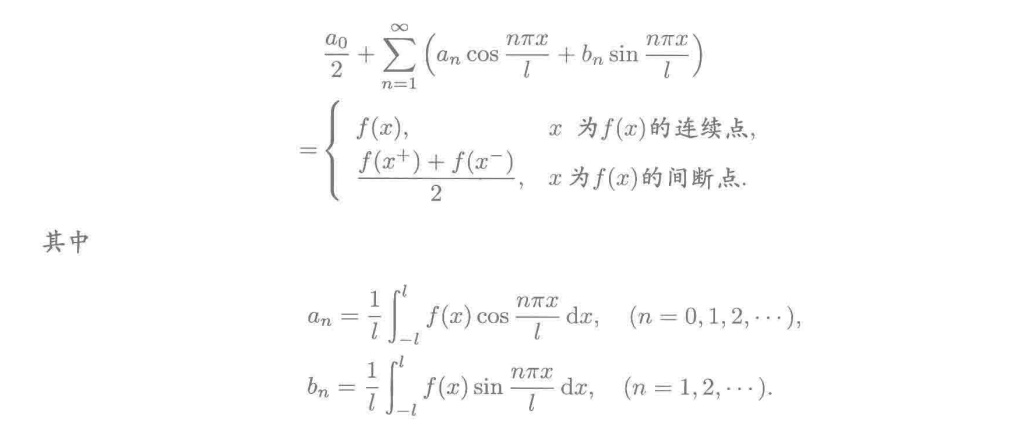 $$\frac{a_0}{2} + \sum_{n=1}^{\infty} \left( a_n \cos \frac{n\pi x}{l} + b_n \sin \frac{n\pi x}{l} \right)$$
$$= \begin{cases} f(x), & x \text{ 为} f(x) \text{的连续点,} \\ \dfrac{f(x^+) + f(x^-)}{2}, & x \text{ 为} f(x) \text{的间断点.} \end{cases}$$
其中
$$a_n = \frac{1}{l} \int_{-l}^{l} f(x) \cos \frac{n\pi x}{l} \, \mathrm{d}x, \quad (n = 0, 1, 2, \cdots),$$
$$b_n = \frac{1}{l} \int_{-l}^{l} f(x) \sin \frac{n\pi x}{l} \, \mathrm{d}x, \quad (n = 1, 2, \cdots).$$